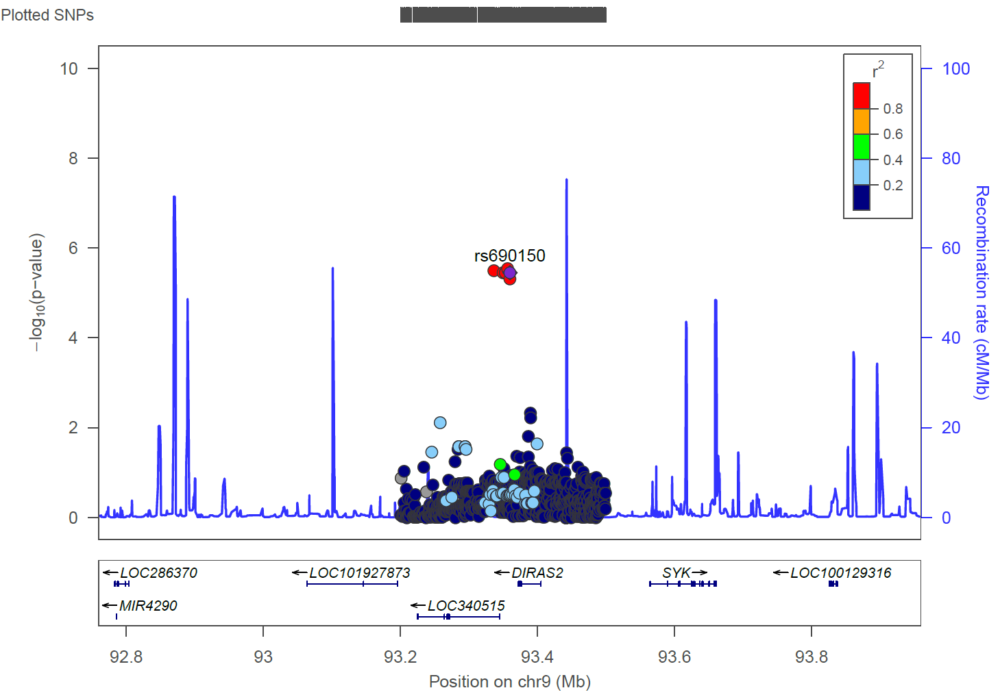 Plotted SNPs
10
8
6
4
2
0
−log10(p−value)
100
80
60
40
20
0
Recombination rate (cM/Mb)
r2
0.8
0.6
0.4
0.2
rs690150
LOC286370
LOC101927873
DIRAS2
SYK
LOC100129316
MIR4290
LOC340515
92.8
93
93.2
93.4
93.6
93.8
Position on chr9 (Mb)